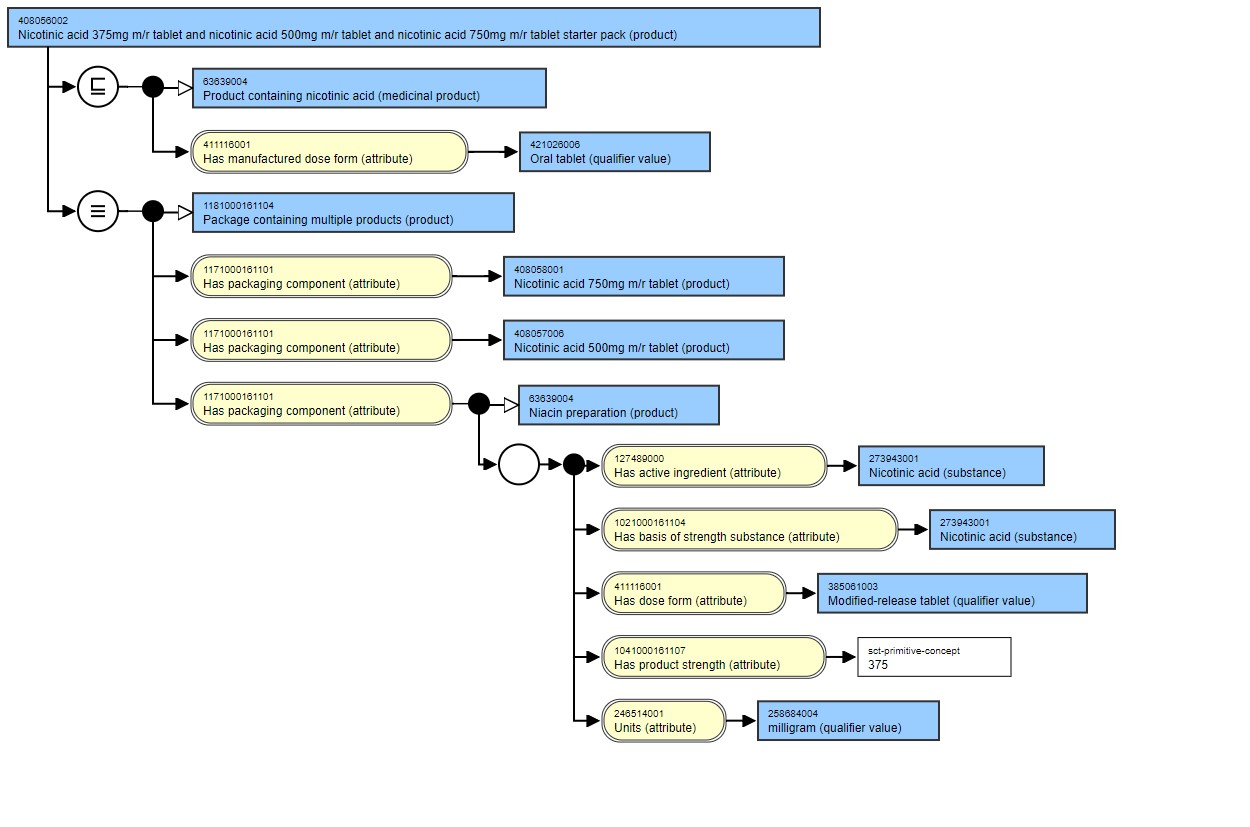 408056002
Nicotinic acid 375mg m/r tablet and nicotinic acid 500mg m/r tablet and nicotinic acid 750mg m/r tablet starter pack (product)
63639004
Product containing nicotinic acid (medicinal product)
411116001
Has manufactured dose form (attribute)
421026006
Oral tablet (qualifier value)
1181000161104
Package containing multiple products (product)
1171000161101
Has packaging component (attribute)
408058001
Nicotinic acid 750mg m/r tablet (product)
1171000161101
Has packaging component (attribute)
408057006
Nicotinic acid 500mg m/r tablet (product)
1171000161101
Has packaging component (attribute)
63639004
Niacin preparation (product)
127489000
Has active ingredient (attribute)
273943001
Nicotinic acid (substance)
1021000161104
Has basis of strength substance (attribute)
273943001
Nicotinic acid (substance)
411116001
Has dose form (attribute)
385061003
Modified-release tablet (qualifier value)
1041000161107
Has product strength (attribute)
sct-primitive-concept
375
246514001
Units (attribute)
258684004
milligram (qualifier value)